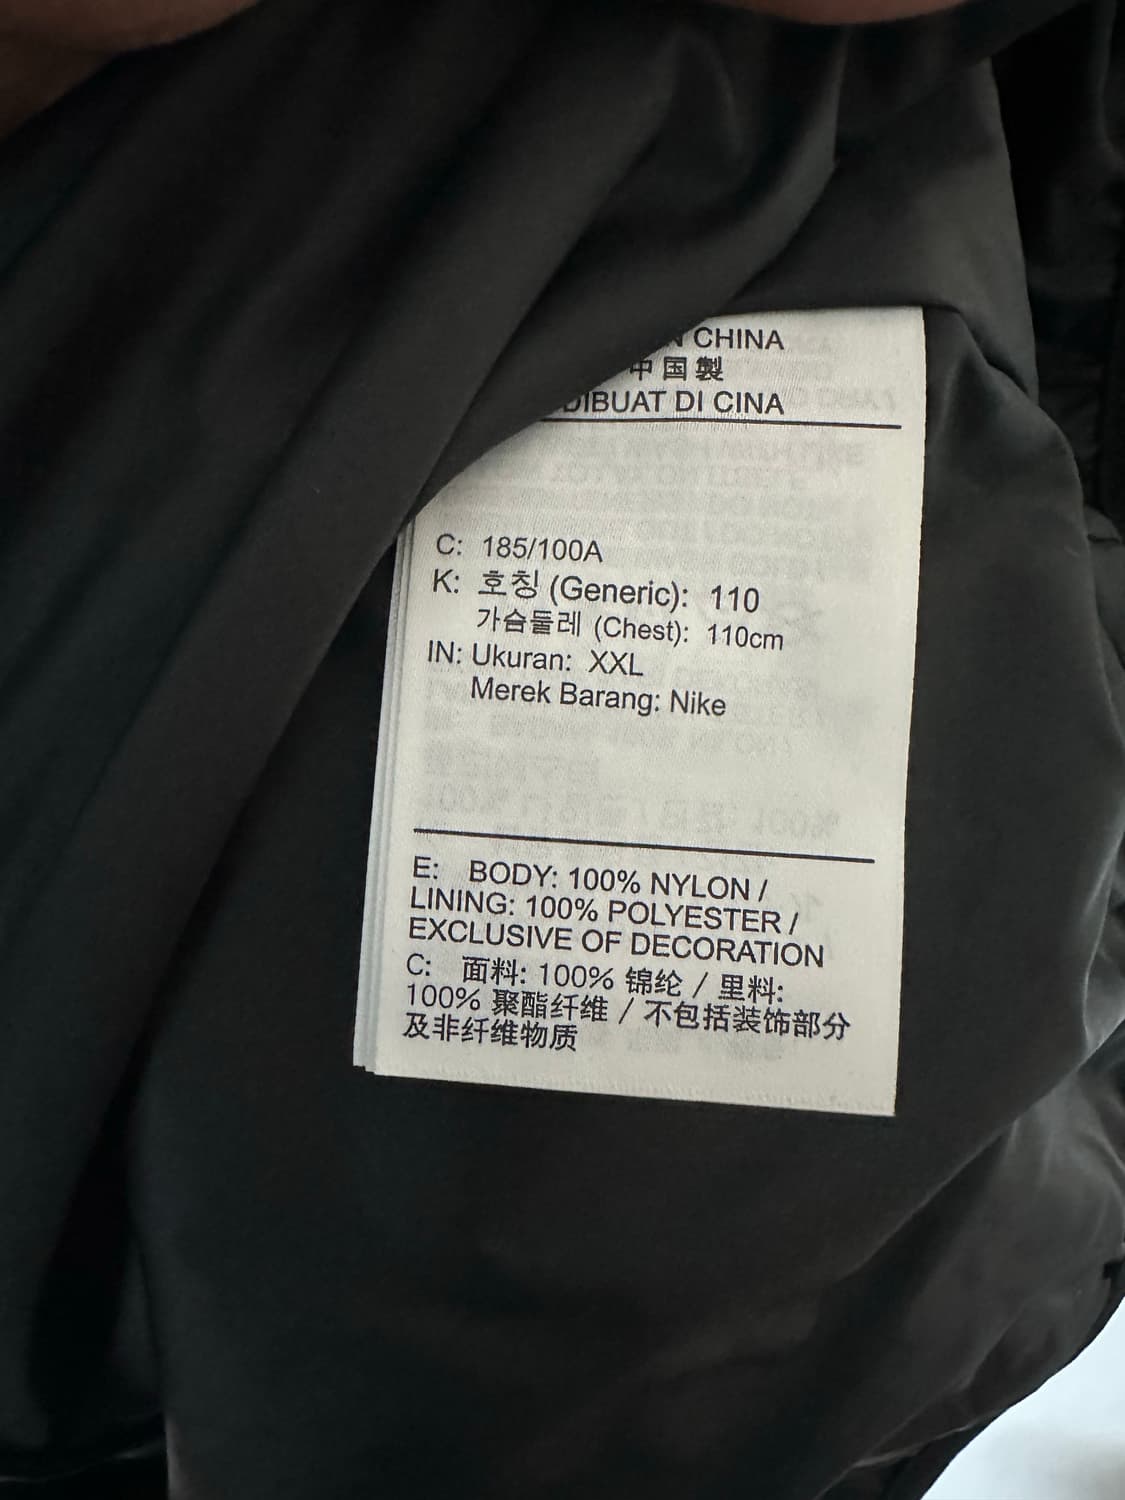 CHINA
中国製
DIBUAT DI CINA
C: 185/100A
K: 호칭 (Generic): 110
가슴둘레 (Chest): 110cm
IN: Ukuran: XXL
Merek Barang: Nike
E: BODY: 100% NYLON /
LINING: 100% POLYESTER /
EXCLUSIVE OF DECORATION
C: 面料: 100% 锦纶 / 里料:
100% 聚酯纤维 / 不包括装饰部分
及非纤维物质